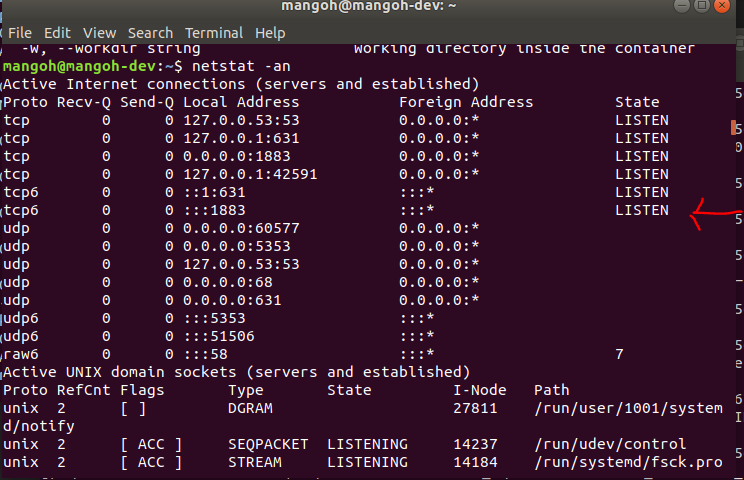 mangoh@mangoh-dev: ~
File Edit View Search Terminal Help
-w, --workdir string Working directory inside the container
mangoh@mangoh-dev:~$ netstat -an
Active Internet connections (servers and established)
Proto Recv-Q Send-Q Local Address Foreign Address State
tcp 0 0 127.0.0.53:53 0.0.0.0:* LISTEN
tcp 0 0 127.0.0.1:631 0.0.0.0:* LISTEN
tcp 0 0 0.0.0.0:1883 0.0.0.0:* LISTEN
tcp 0 0 127.0.0.1:42591 0.0.0.0:* LISTEN
tcp6 0 0 ::1:631 :::* LISTEN
tcp6 0 0 :::1883 :::* LISTEN
udp 0 0 0.0.0.0:60577 0.0.0.0:*
udp 0 0 0.0.0.0:5353 0.0.0.0:*
udp 0 0 127.0.0.53:53 0.0.0.0:*
udp 0 0 0.0.0.0:68 0.0.0.0:*
udp 0 0 0.0.0.0:631 0.0.0.0:*
udp6 0 0 :::5353 :::*
udp6 0 0 :::51506 :::*
raw6 0 0 :::58 :::* 7
Active UNIX domain sockets (servers and established)
Proto RefCnt Flags Type State I-Node Path
unix 2 [ ] DGRAM 27811 /run/user/1001/system
d/notify
unix 2 [ ACC ] SEQPACKET LISTENING 14237 /run/udev/control
unix 2 [ ACC ] STREAM LISTENING 14184 /run/systemd/fsck.pro